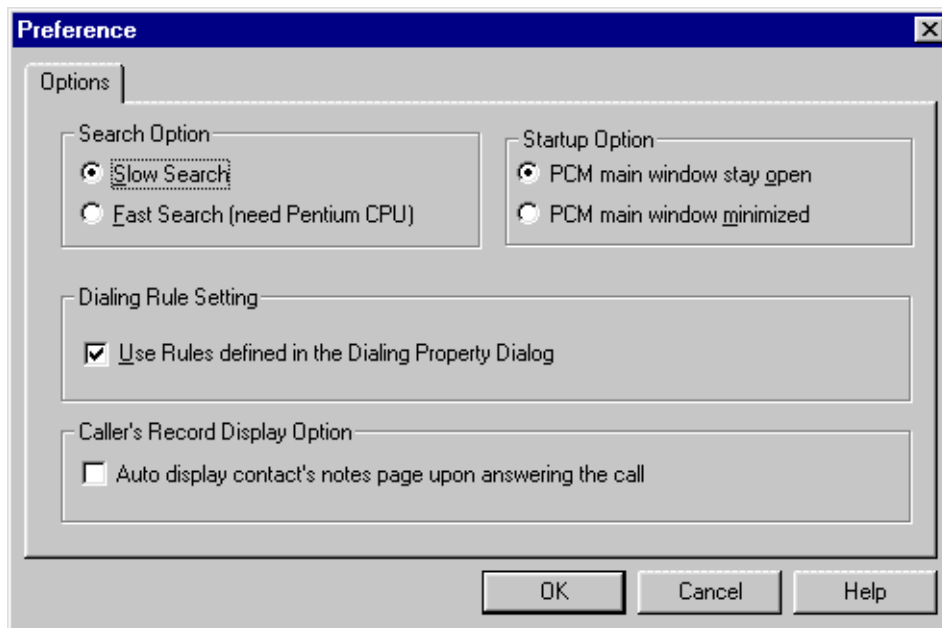 Preference
Options
Search Option
Slow Search
Fast Search (need Pentium CPU)
Startup Option
PCM main window stay open
PCM main window minimized
Dialing Rule Setting
Use Rules defined in the Dialing Property Dialog
Caller's Record Display Option
Auto display contact's notes page upon answering the call
OK
Cancel
Help